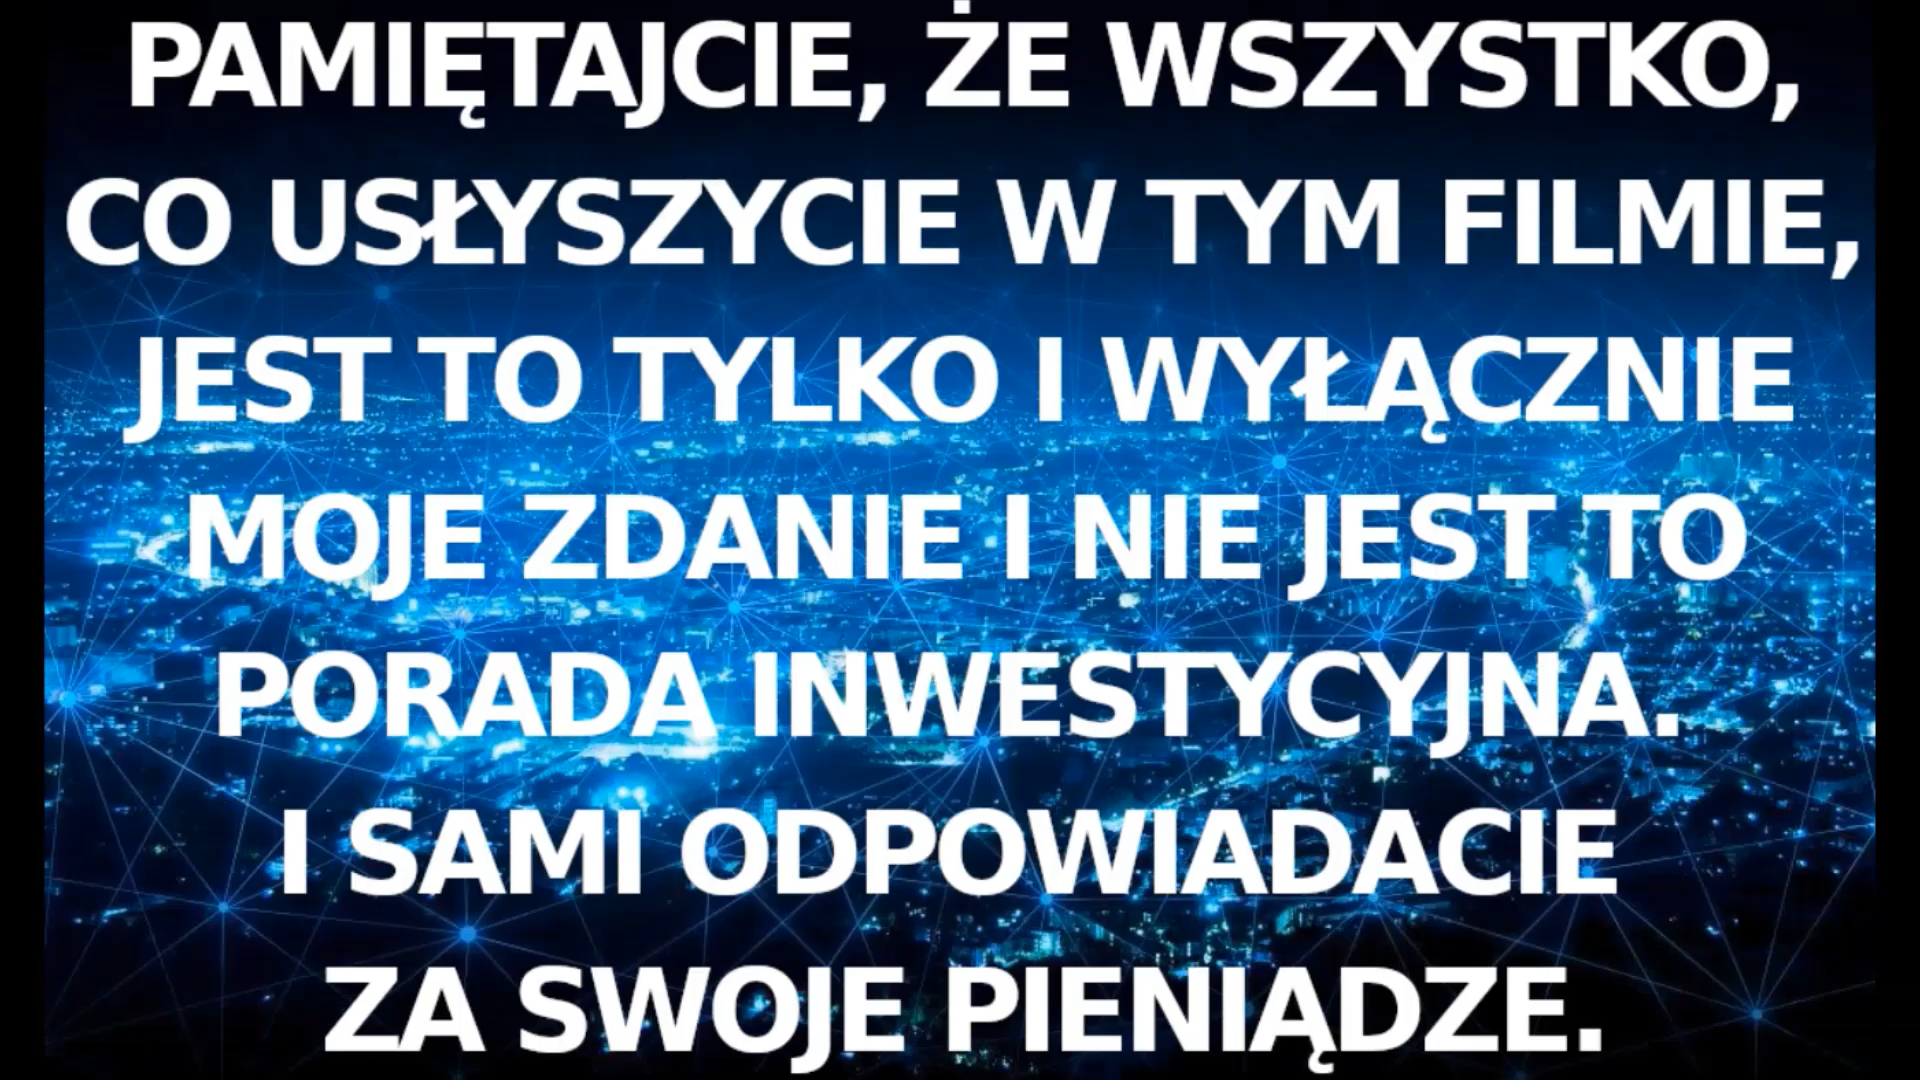 PAMIĘTAJCIE, ŻE WSZYSTKO,
CO USŁYSZYCIE W TYM FILMIE,
JEST TO TYLKO I WYŁĄCZNIE
MOJE ZDANIE I NIE JEST TO
PORADA INWESTYCYJNA.
I SAMI ODPOWIADACIE
ZA SWOJE PIENIĄDZE.